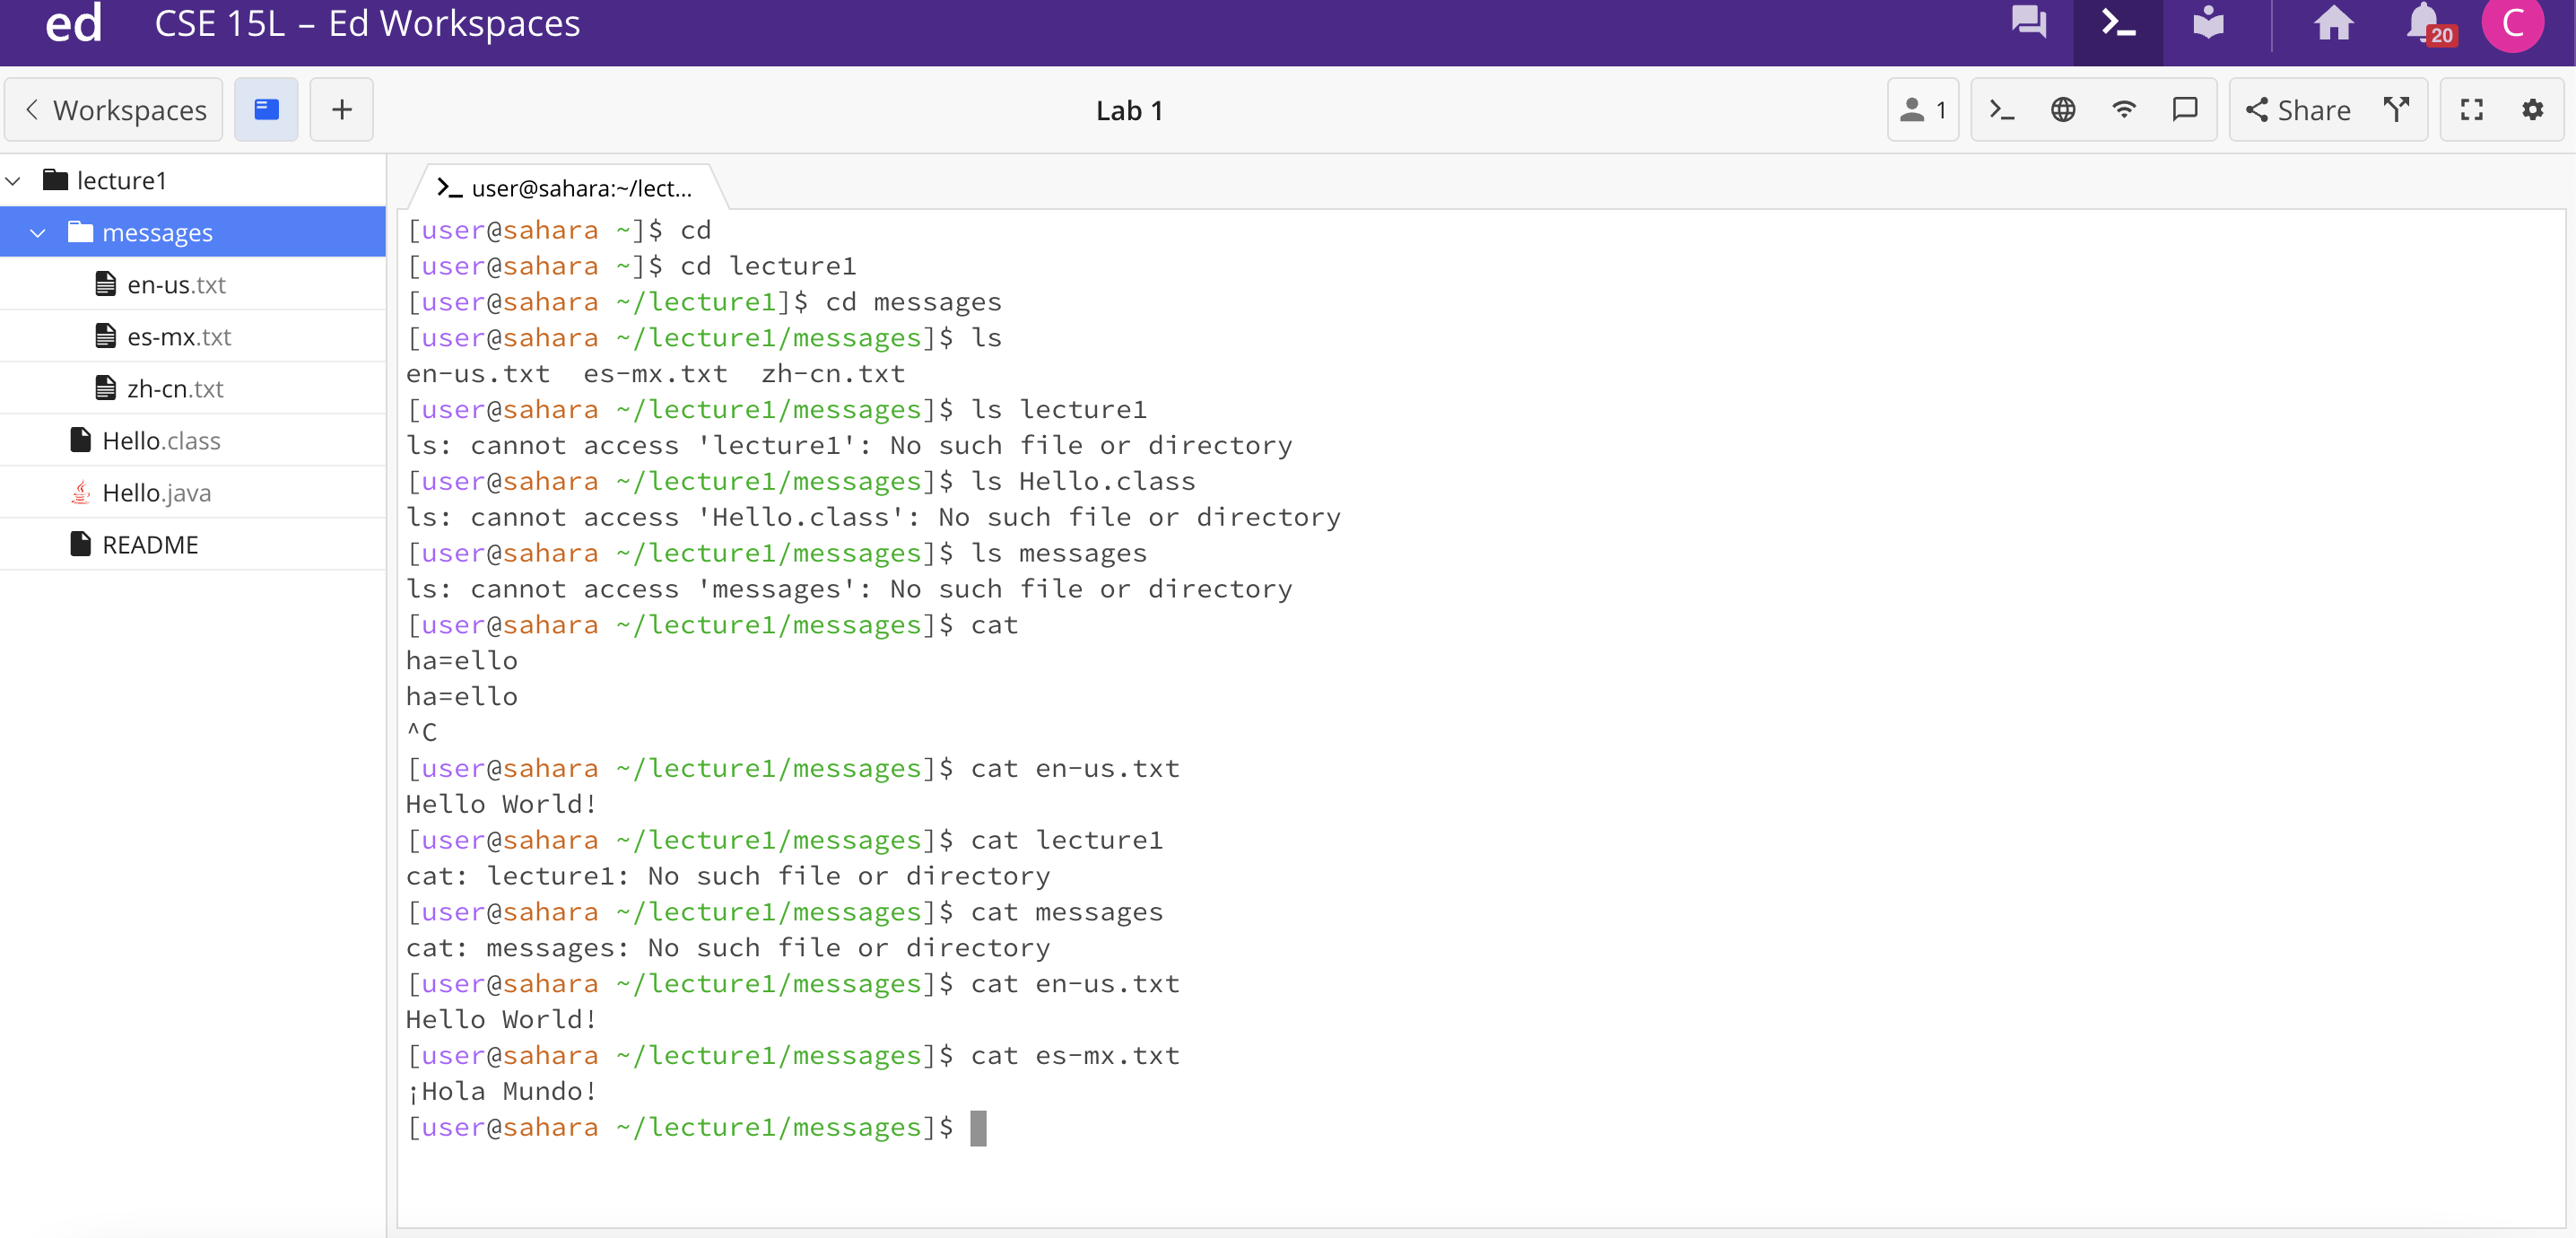 ed CSE 15L – Ed Workspaces 20 C
Workspaces + Lab 1 1 Share
lecture1
messages
en-us.txt
es-mx.txt
zh-cn.txt
Hello.class
Hello.java
README
user@sahara:~/lect...
[user@sahara ~]$ cd
[user@sahara ~]$ cd lecture1
[user@sahara ~/lecture1]$ cd messages
[user@sahara ~/lecture1/messages]$ ls
en-us.txt  es-mx.txt  zh-cn.txt
[user@sahara ~/lecture1/messages]$ ls lecture1
ls: cannot access 'lecture1': No such file or directory
[user@sahara ~/lecture1/messages]$ ls Hello.class
ls: cannot access 'Hello.class': No such file or directory
[user@sahara ~/lecture1/messages]$ ls messages
ls: cannot access 'messages': No such file or directory
[user@sahara ~/lecture1/messages]$ cat
ha=ello
ha=ello
^C
[user@sahara ~/lecture1/messages]$ cat en-us.txt
Hello World!
[user@sahara ~/lecture1/messages]$ cat lecture1
cat: lecture1: No such file or directory
[user@sahara ~/lecture1/messages]$ cat messages
cat: messages: No such file or directory
[user@sahara ~/lecture1/messages]$ cat en-us.txt
Hello World!
[user@sahara ~/lecture1/messages]$ cat es-mx.txt
¡Hola Mundo!
[user@sahara ~/lecture1/messages]$